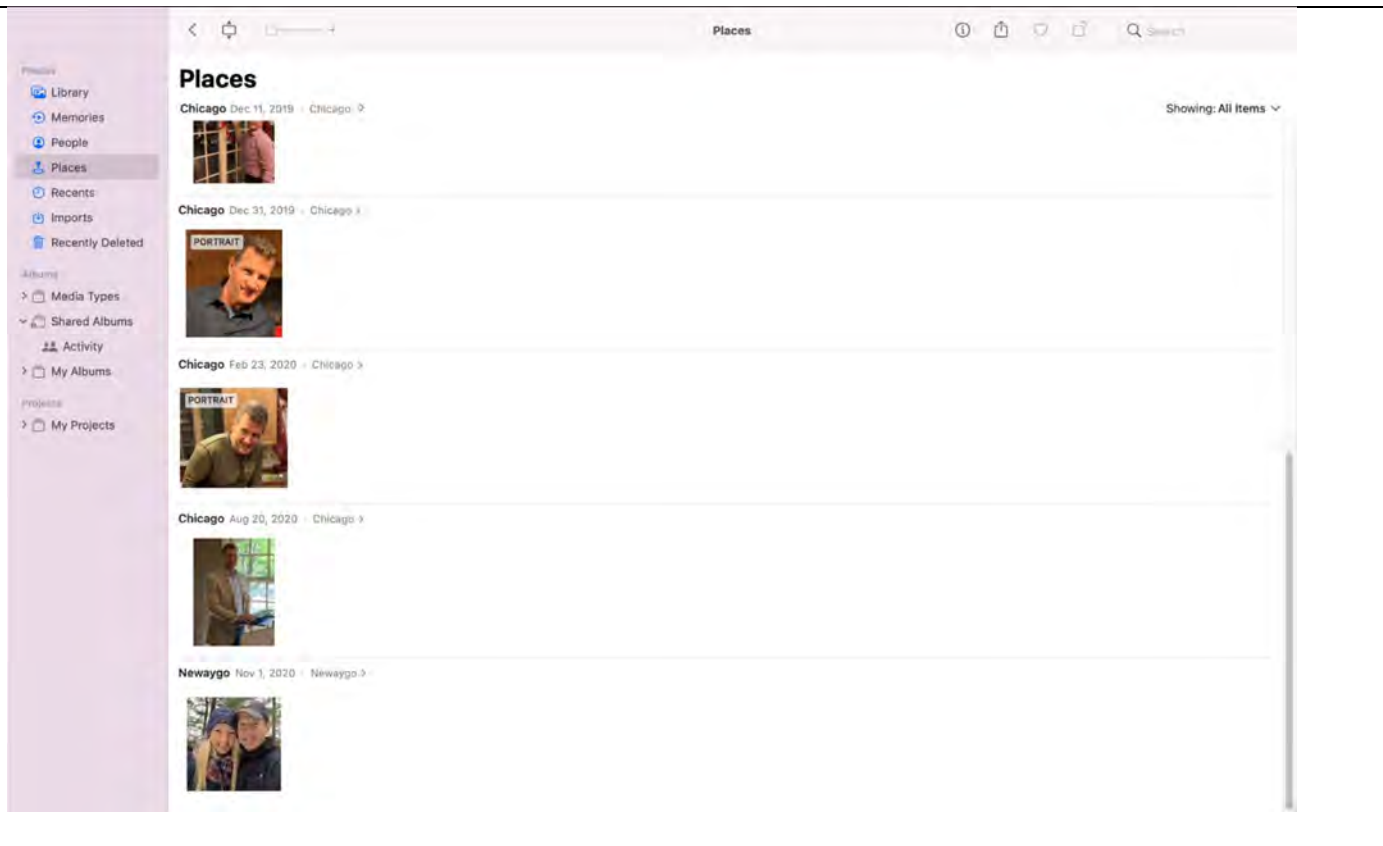 Places
Search
Photos
Library
Memories
People
Places
Recents
Imports
Recently Deleted
Albums
Media Types
Shared Albums
Activity
My Albums
Projects
My Projects
Places
Chicago Dec 11, 2019 · Chicago >
Showing: All Items
Chicago Dec 31, 2019 · Chicago >
PORTRAIT
Chicago Feb 23, 2020 · Chicago >
PORTRAIT
Chicago Aug 20, 2020 · Chicago >
Newaygo Nov 1, 2020 · Newaygo >